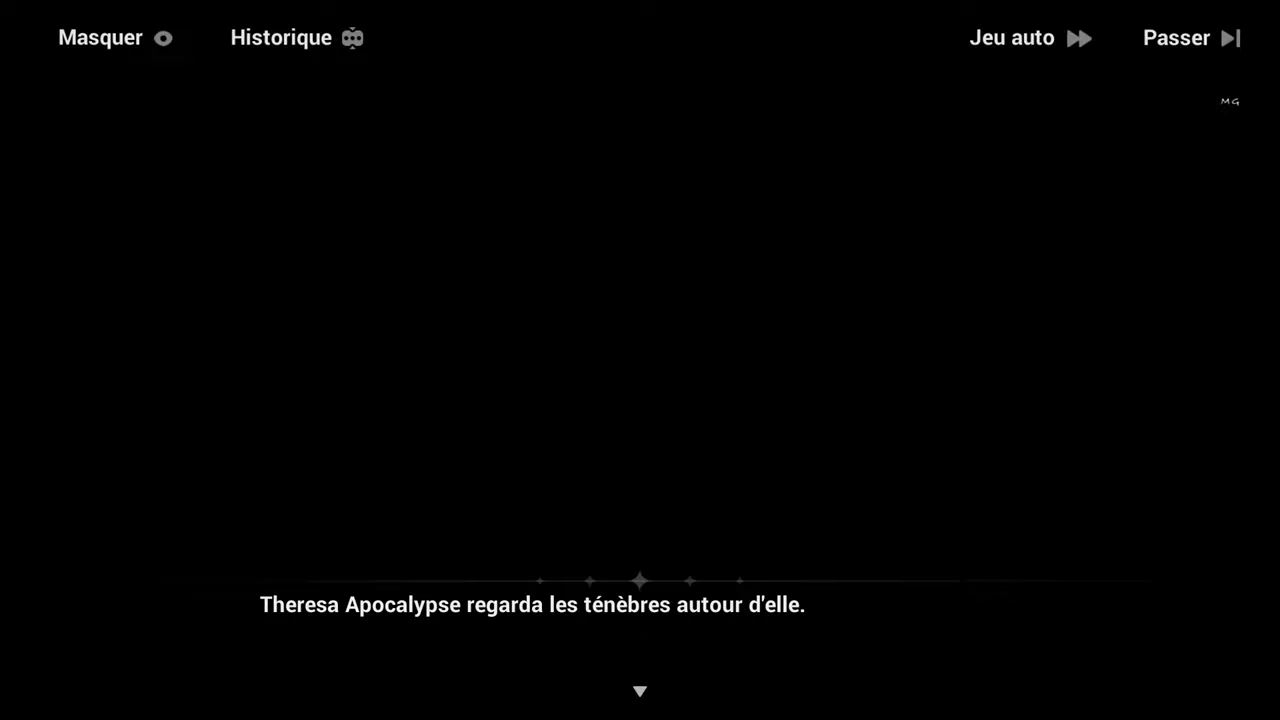 Masquer
Historique
Jeu auto
Passer
MG
Theresa Apocalypse regarda les ténèbres autour d'elle.